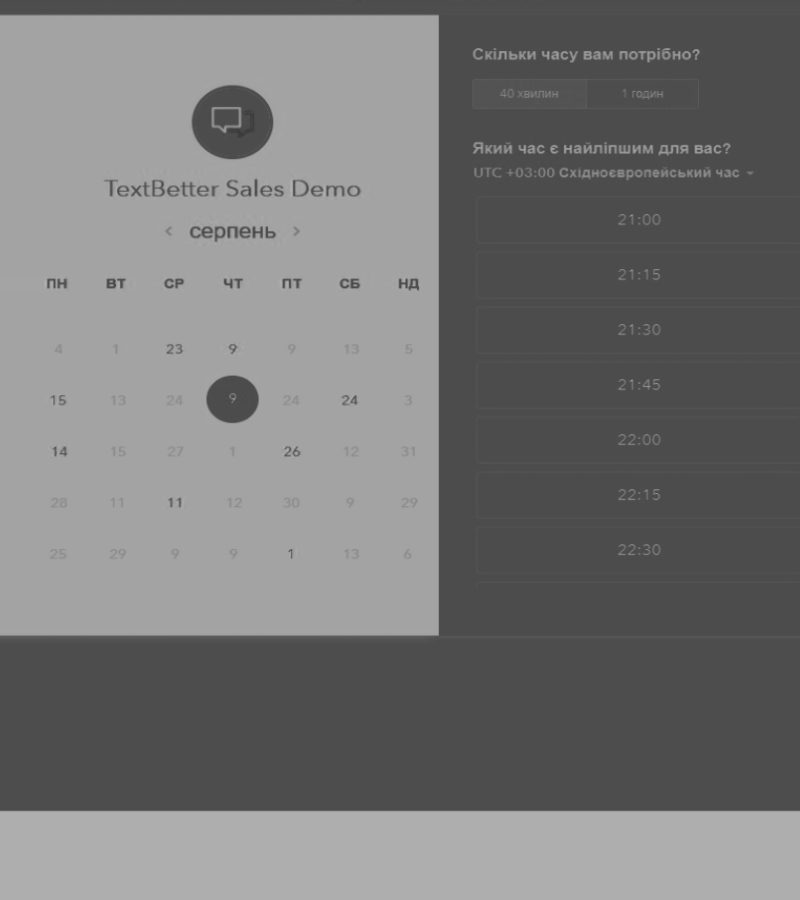 TextBetter Sales Demo
серпень
ПН ВТ СР ЧТ ПТ СБ НД
4 1 23 9 9 13 5
15 13 24 9 24 24 3
14 15 27 1 26 12 31
28 11 11 12 30 9 29
25 29 9 9 1 13 6
Скільки часу вам потрібно?
40 хвилин 1 годин
Який час є найліпшим для вас?
UTC +03:00 Східноєвропейський час
21:00
21:15
21:30
21:45
22:00
22:15
22:30